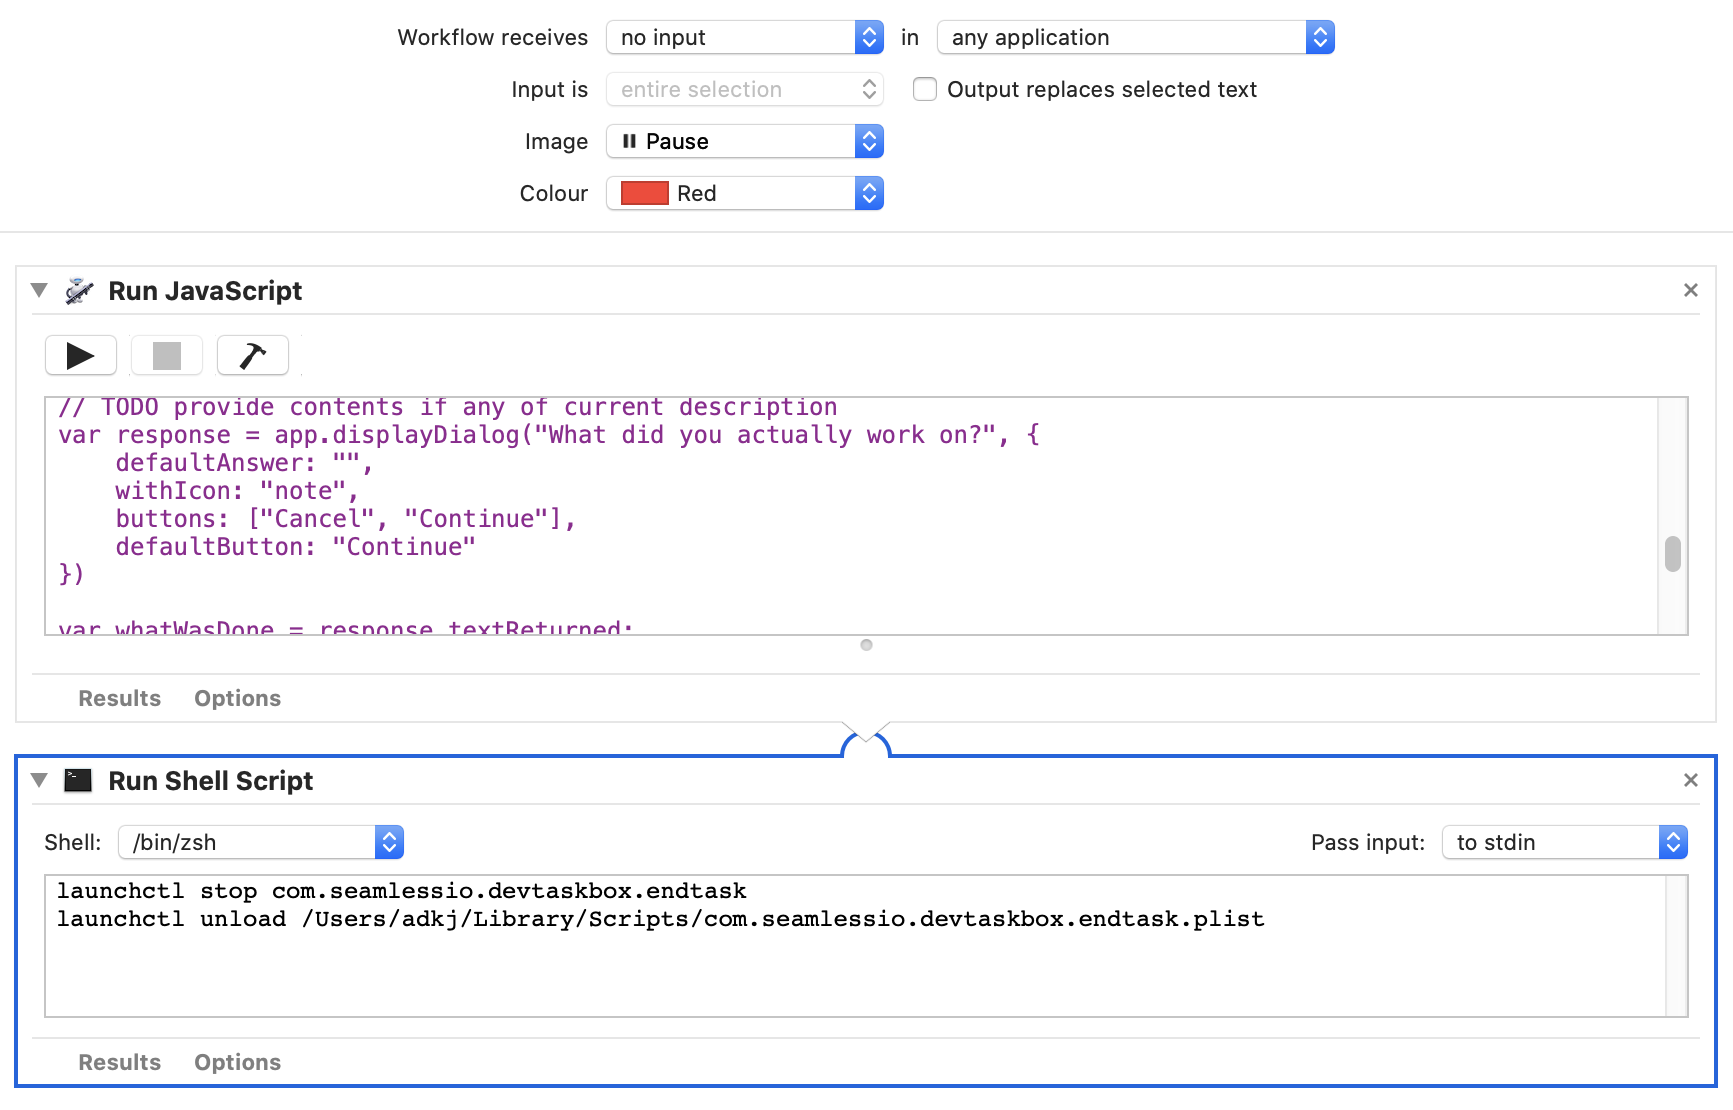 Workflow receives no input in any application
Input is entire selection Output replaces selected text
Image Pause
Colour Red
Run JavaScript
// TODO provide contents if any of current description
var response = app.displayDialog("What did you actually work on?", {
    defaultAnswer: "",
    withIcon: "note",
    buttons: ["Cancel", "Continue"],
    defaultButton: "Continue"
})
var whatWasDone = response.textReturned;
Results Options
Run Shell Script
Shell: /bin/zsh Pass input: to stdin
launchctl stop com.seamlessio.devtaskbox.endtask
launchctl unload /Users/adkj/Library/Scripts/com.seamlessio.devtaskbox.endtask.plist
Results Options